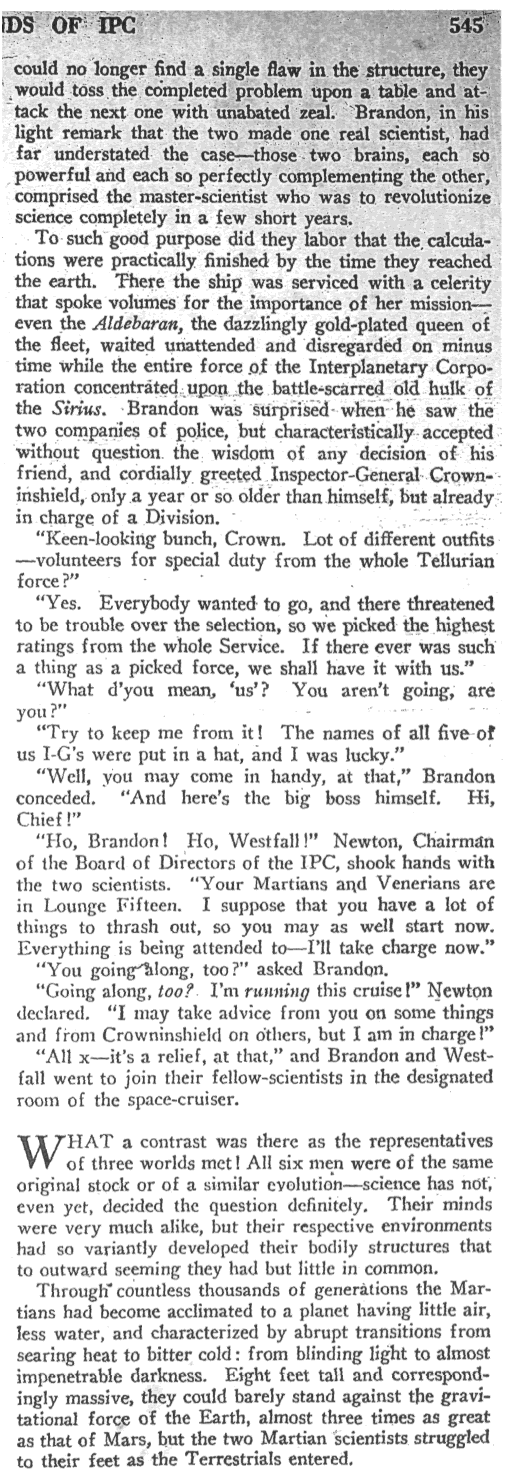 NDS OF IPC 545
could no longer find a single flaw in the structure, they
would toss the completed problem upon a table and at-
tack the next one with unabated zeal. Brandon, in his
light remark that the two made one real scientist, had
far understated the case—those two brains, each so
powerful and each so perfectly complementing the other,
comprised the master-scientist who was to revolutionize
science completely in a few short years.
To such good purpose did they labor that the calcula-
tions were practically finished by the time they reached
the earth. There the ship was serviced with a celerity
that spoke volumes for the importance of her mission—
even the Aldebaran, the dazzlingly gold-plated queen of
the fleet, waited unattended and disregarded on minus
time while the entire force of the Interplanetary Corpo-
ration concentrated upon the battle-scarred old hulk of
the Sirius. Brandon was surprised when he saw the
two companies of police, but characteristically accepted
without question the wisdom of any decision of his
friend, and cordially greeted Inspector-General Crown-
inshield, only a year or so older than himself, but already
in charge of a Division.
"Keen-looking bunch, Crown. Lot of different outfits
—volunteers for special duty from the whole Tellurian
force?"
"Yes. Everybody wanted to go, and there threatened
to be trouble over the selection, so we picked the highest
ratings from the whole Service. If there ever was such
a thing as a picked force, we shall have it with us."
"What d'you mean, 'us'? You aren't going, are
you?"
"Try to keep me from it! The names of all five of
us I-G's were put in a hat, and I was lucky."
"Well, you may come in handy, at that," Brandon
conceded. "And here's the big boss himself. Hi,
Chief!"
"Ho, Brandon! Ho, Westfall!" Newton, Chairman
of the Board of Directors of the IPC, shook hands with
the two scientists. "Your Martians and Venerians are
in Lounge Fifteen. I suppose that you have a lot of
things to thrash out, so you may as well start now.
Everything is being attended to—I'll take charge now."
"You going along, too?" asked Brandon.
"Going along, too? I'm running this cruise!" Newton
declared. "I may take advice from you on some things
and from Crowninshield on others, but I am in charge!"
"All x—it's a relief, at that," and Brandon and West-
fall went to join their fellow-scientists in the designated
room of the space-cruiser.
WHAT a contrast was there as the representatives
of three worlds met! All six men were of the same
original stock or of a similar evolution—science has not,
even yet, decided the question definitely. Their minds
were very much alike, but their respective environments
had so variantly developed their bodily structures that
to outward seeming they had but little in common.
Through countless thousands of generations the Mar-
tians had become acclimated to a planet having little air,
less water, and characterized by abrupt transitions from
searing heat to bitter cold: from blinding light to almost
impenetrable darkness. Eight feet tall and correspond-
ingly massive, they could barely stand against the gravi-
tational force of the Earth, almost three times as great
as that of Mars, but the two Martian scientists struggled
to their feet as the Terrestrials entered.